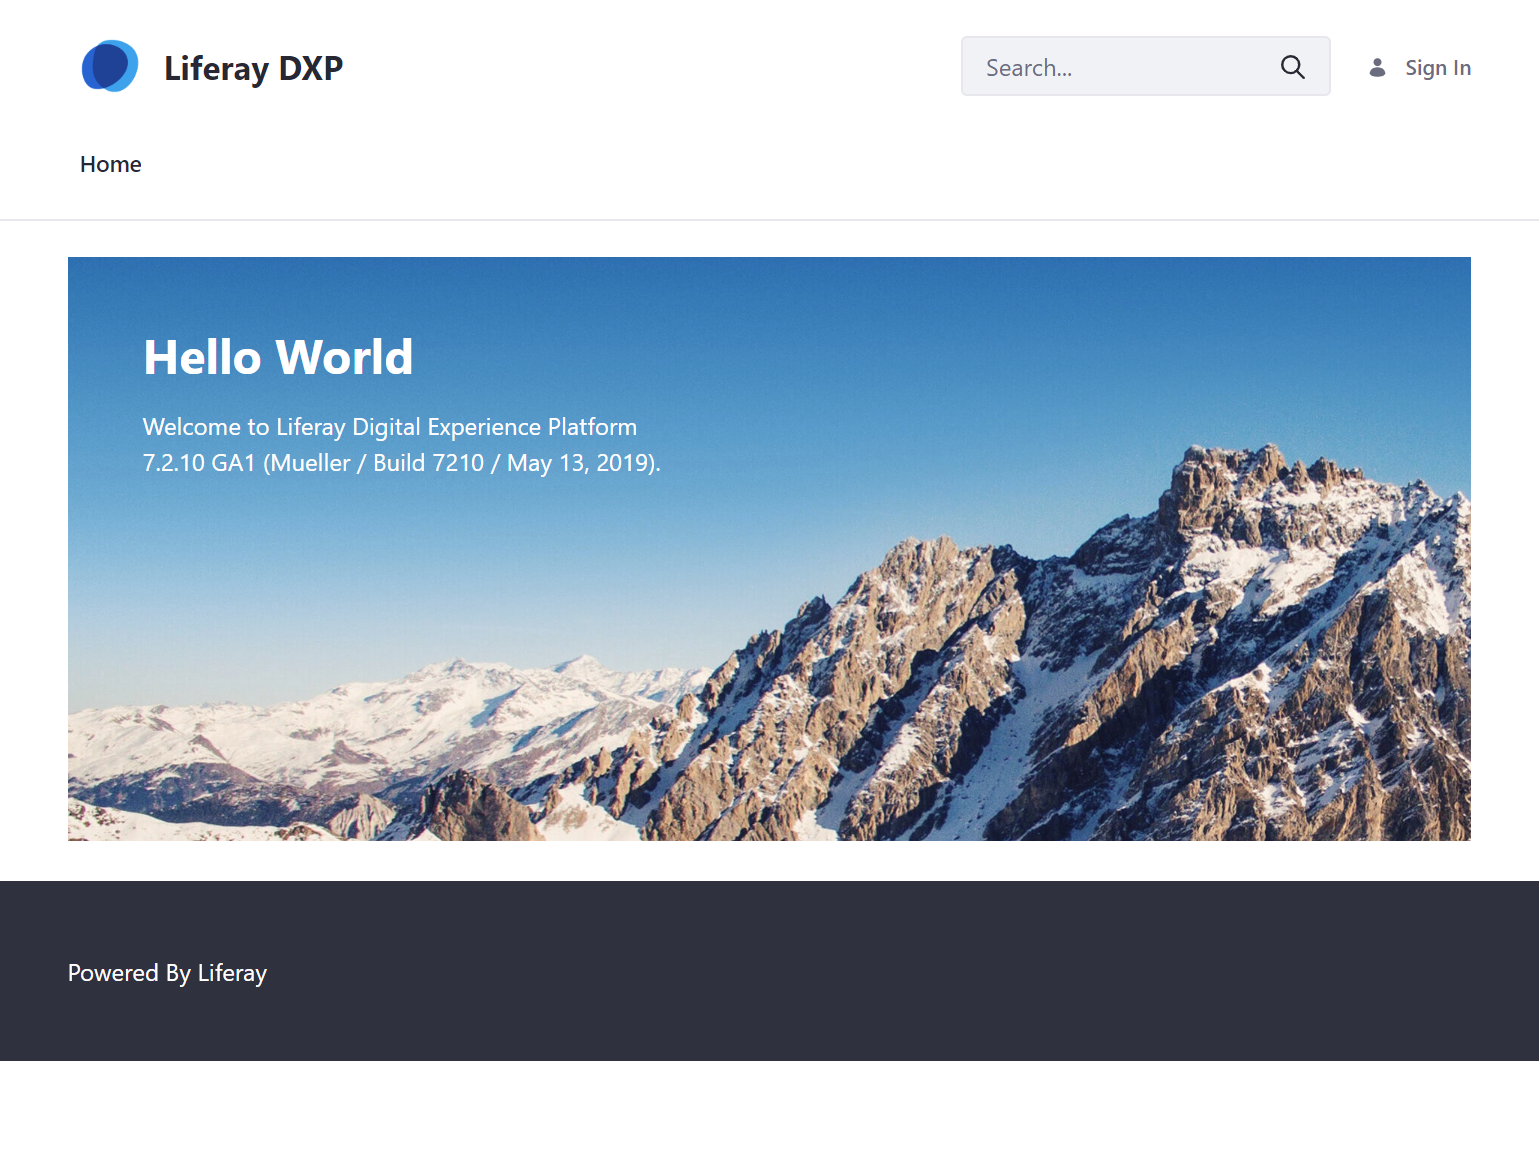 Liferay DXP
Search...
Sign In
Home
Hello World
Welcome to Liferay Digital Experience Platform
7.2.10 GA1 (Mueller / Build 7210 / May 13, 2019).
Powered By Liferay